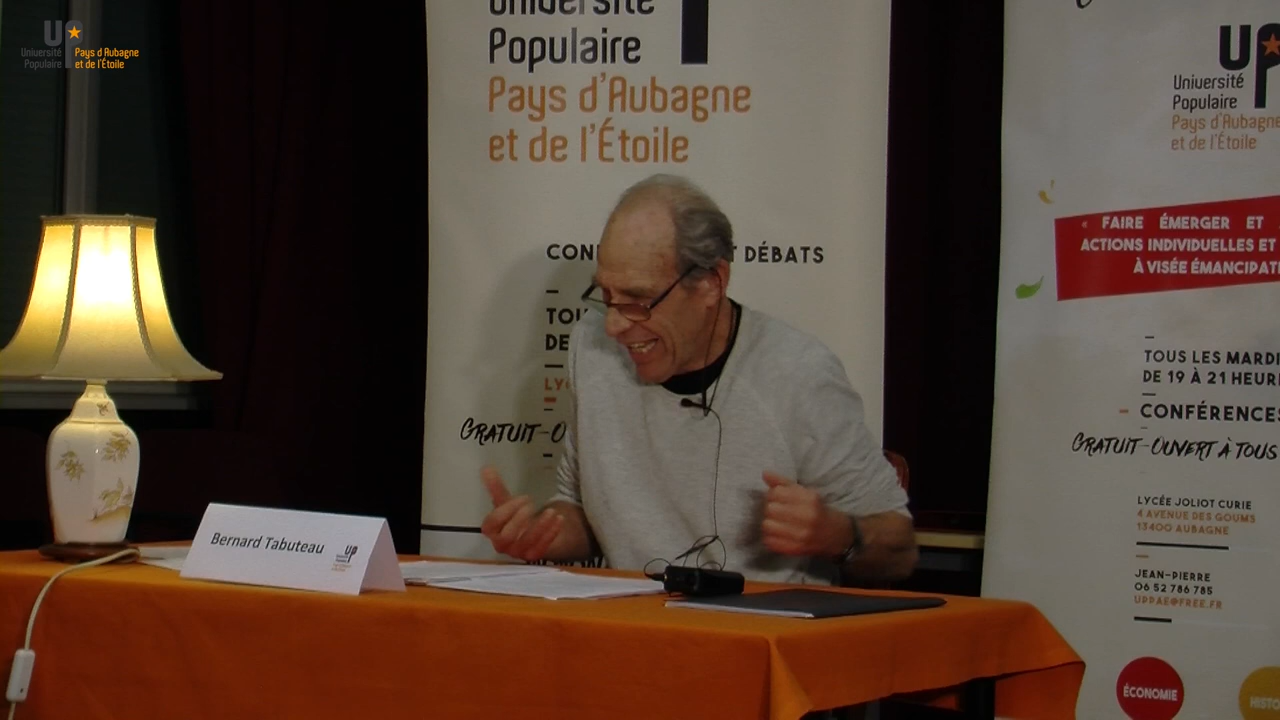 UP
Université
Populaire
Pays d'Aubagne
et de l'Étoile
Université
Populaire
Pays d'Aubagne
et de l'Étoile
DÉBATS
GRATUIT-O
Bernard Tabuteau
UP
Université
Populaire
Pays d'Aubagne
et de l'Étoile
« FAIRE ÉMERGER ET
ACTIONS INDIVIDUELLES ET
À VISÉE
TOUS LES
DE 19 À 21
CONFÉRENCES
GRATUIT-OUVERT À TOUS
LYCÉE JOLIOT CURIE
4 AVENUE DES GOUMS
13400 AUBAGNE
JEAN-PIERRE
06 52 786 785
UPPAE@FREE.FR
ÉCONOMIE